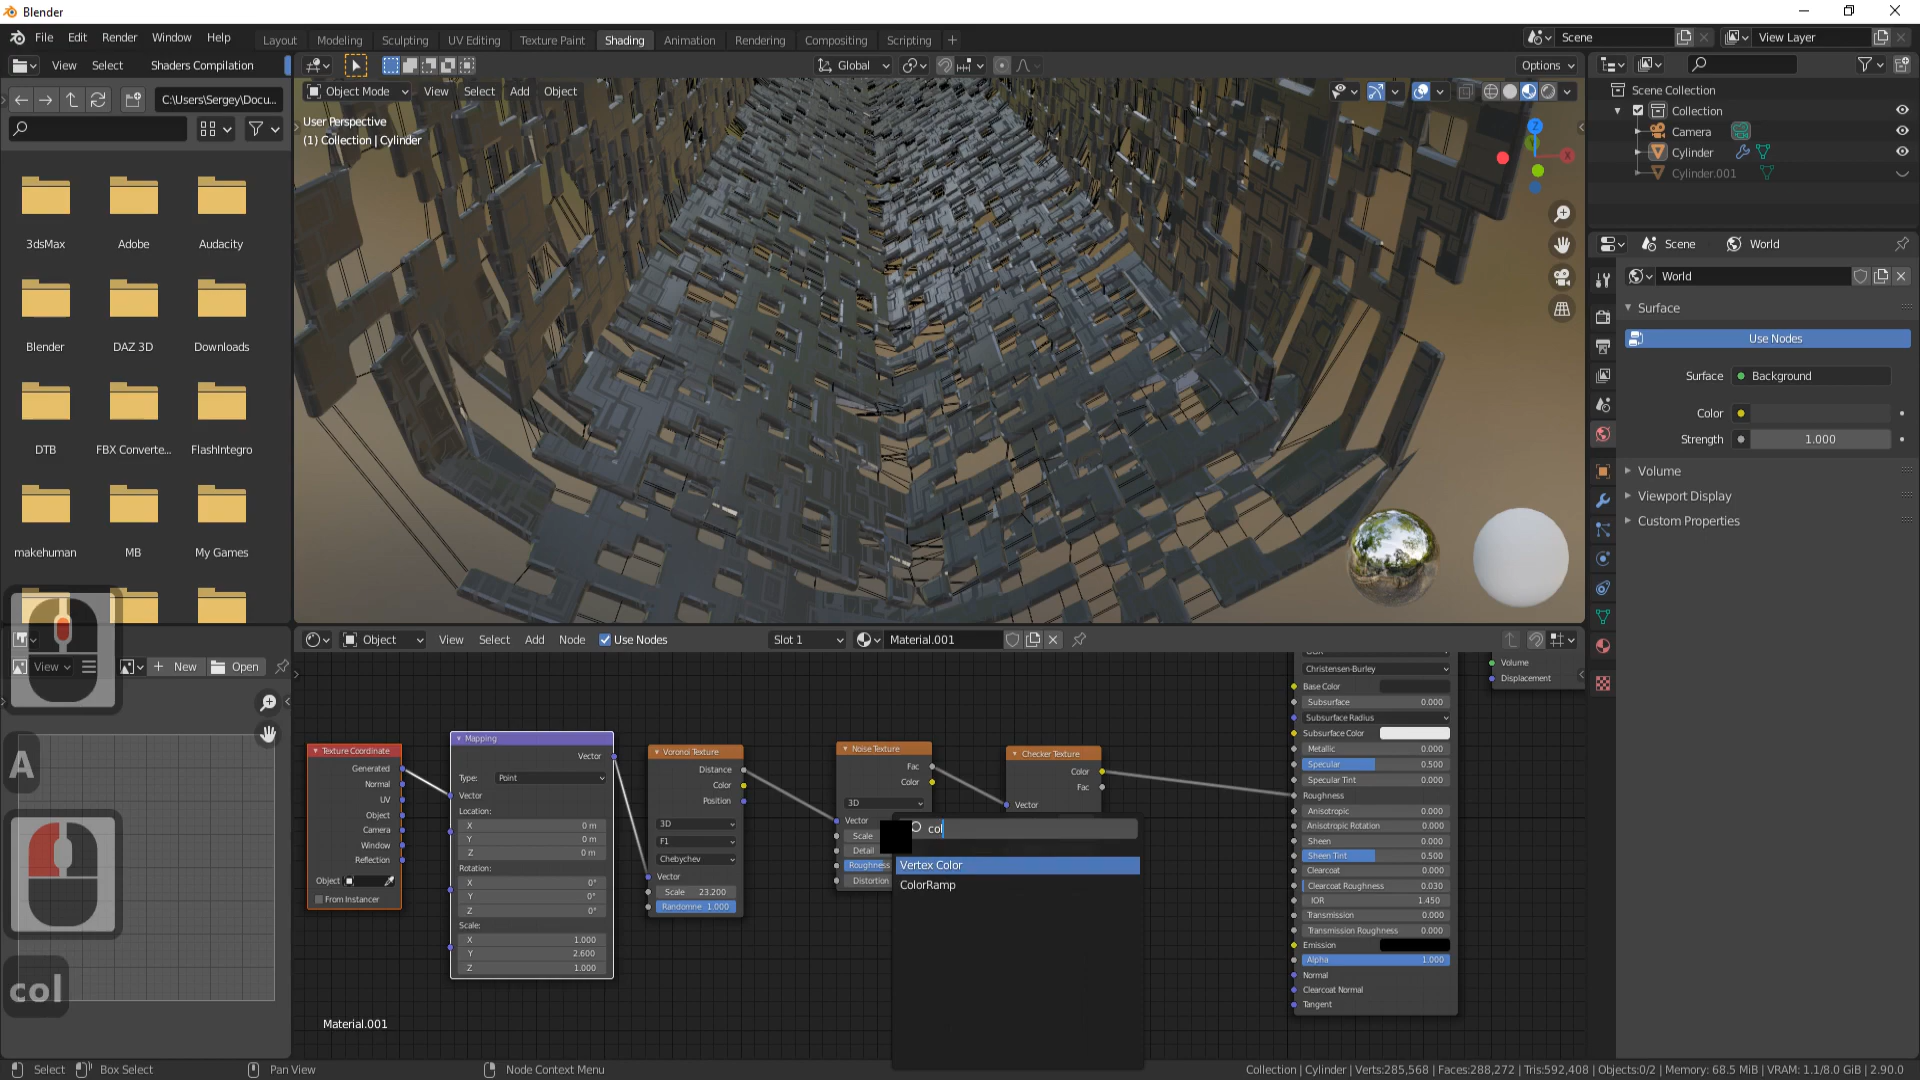 Blender
File Edit Render Window Help
Layout Modeling Sculpting UV Editing Texture Paint Shading Animation Rendering Compositing Scripting
Scene View Layer
View Select Shaders Compilation
Global
Options
C:\Users\Sergey\Docu...
Object Mode View Select Add Object
User Perspective
(1) Collection | Cylinder
Z
X
Scene Collection
Collection
Camera
Cylinder
Cylinder.001
Scene World
World
Surface
Use Nodes
Surface Background
Color
Strength 1.000
Volume
Viewport Display
Custom Properties
3dsMax Adobe Audacity
Blender DAZ 3D Downloads
DTB FBX Converte... FlashIntegro
makehuman MB My Games
Object View Select Add Node Use Nodes Slot 1 Material.001
View New Open
A
col
Texture Coordinate
Generated
Normal
UV
Object
Camera
Window
Reflection
Object
From Instancer
Mapping
Vector
Type: Point
Vector
Location:
X 0 m
Y 0 m
Z 0 m
Rotation:
X 0°
Y 0°
Z 0°
Scale:
X 1.000
Y 2.600
Z 1.000
Voronoi Texture
Distance
Color
Position
3D
F1
Chebychev
Vector
Scale 23.200
Randomne 1.000
Noise Texture
Fac
Color
3D
Vector
Scale
Detail
Roughness
Distortion
Checker Texture
Color
Fac
Vector
col
Vertex Color
ColorRamp
Christensen-Burley
Base Color
Subsurface 0.000
Subsurface Radius
Subsurface Color
Metallic 0.000
Specular 0.500
Specular Tint 0.000
Roughness
Anisotropic 0.000
Anisotropic Rotation 0.000
Sheen 0.000
Sheen Tint 0.500
Clearcoat 0.000
Clearcoat Roughness 0.030
IOR 1.450
Transmission 0.000
Transmission Roughness 0.000
Emission
Alpha 1.000
Normal
Clearcoat Normal
Tangent
Volume
Displacement
Material.001
Select Box Select Pan View Node Context Menu
Collection | Cylinder | Verts:285,568 | Faces:288,272 | Tris:592,408 | Objects:0/2 | Memory: 68.5 MiB | VRAM: 1.1/8.0 GiB | 2.90.0